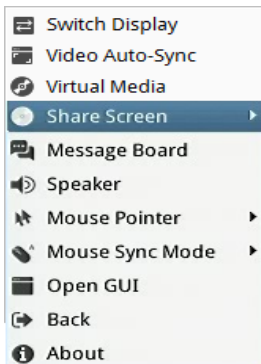 Switch Display
Video Auto-Sync
Virtual Media
Share Screen
Message Board
Speaker
Mouse Pointer
Mouse Sync Mode
Open GUI
Back
About